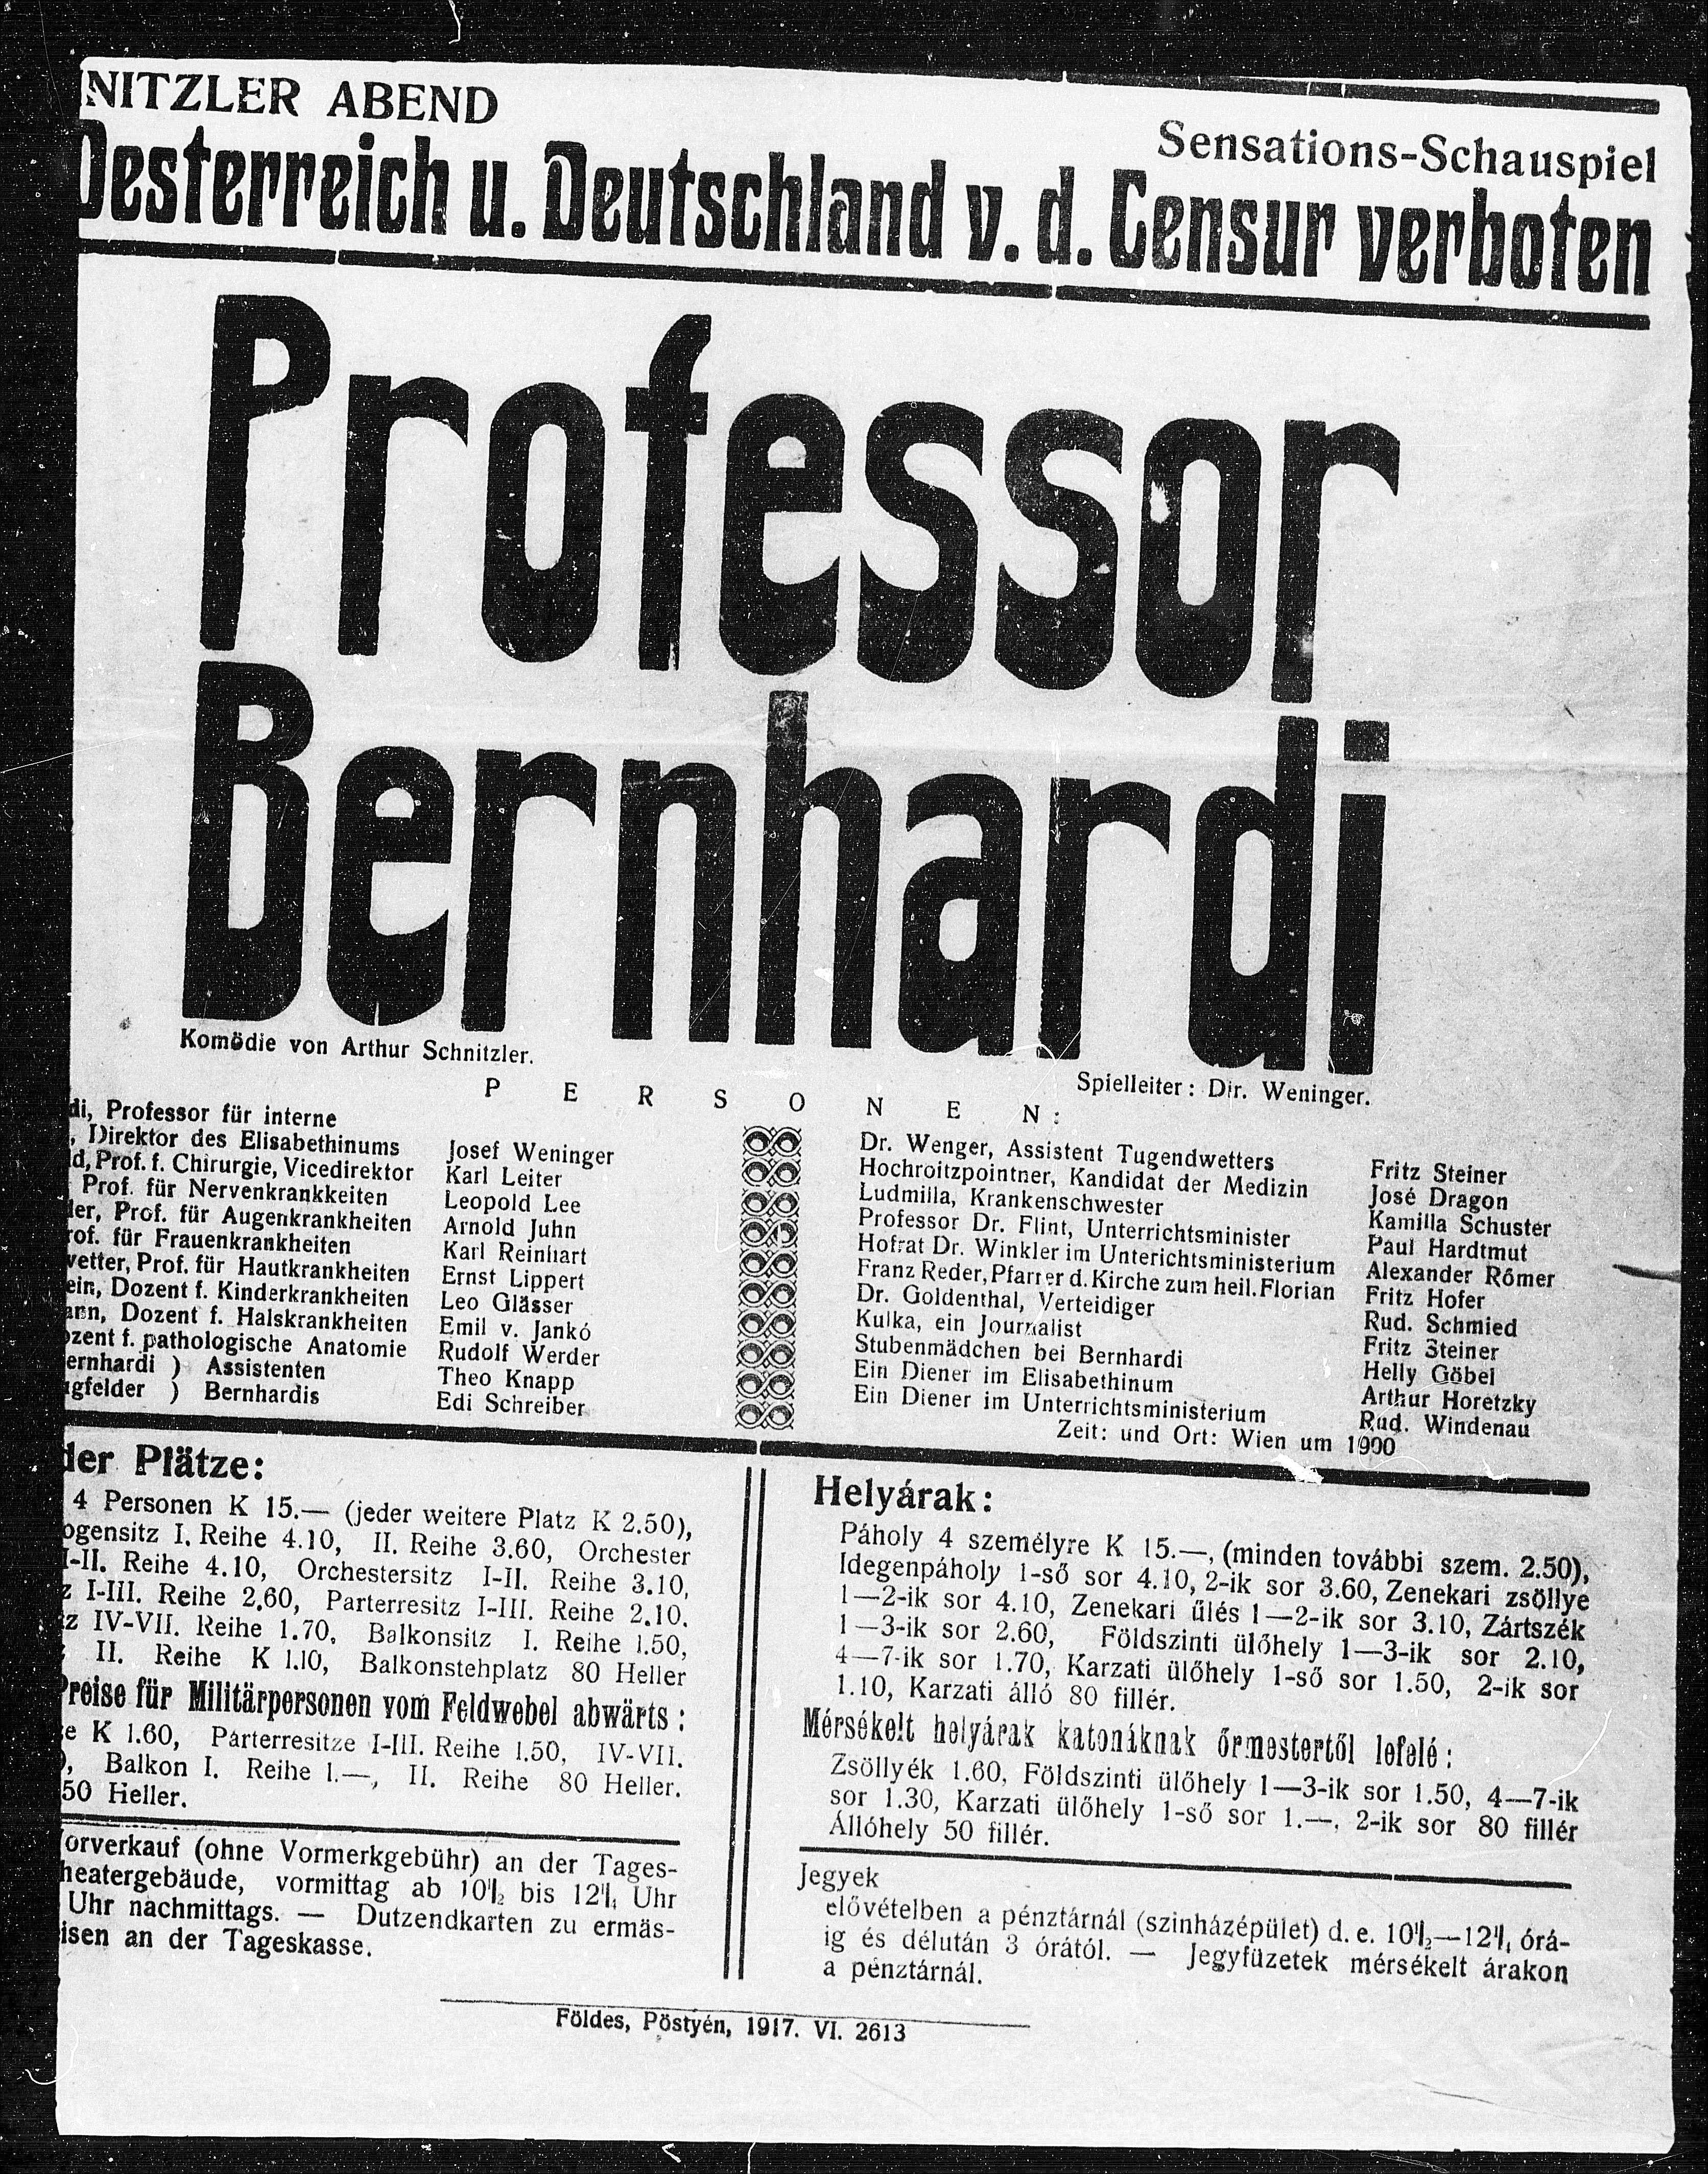 NITZLER ABEND
Sensations-Schauspiel
Oesterreich u. Deutschland v. d. Censur verboten
Professor
Bernhardi
Komödie von Arthur Schnitzler.
Spielleiter: Dir. Weninger.
PERSONEN:
di, Professor für interne
, Direktor des Elisabethinums Josef Weninger
ld, Prof. f. Chirurgie, Vicedirektor Karl Leiter
Prof. für Nervenkrankkeiten Leopold Lee
ler, Prof. für Augenkrankheiten Arnold Juhn
rof. für Frauenkrankheiten Karl Reinhart
vetter, Prof. für Hautkrankheiten Ernst Lippert
ein, Dozent f. Kinderkrankheiten Leo Glässer
ann, Dozent f. Halskrankheiten Emil v. Jankó
ozent f. pathologische Anatomie Rudolf Werder
ernhardi ) Assistenten Theo Knapp
gfelder ) Bernhardis Edi Schreiber
Dr. Wenger, Assistent Tugendwetters Fritz Steiner
Hochroitzpointner, Kandidat der Medizin José Dragon
Ludmilla, Krankenschwester Kamilla Schuster
Professor Dr. Flint, Unterrichtsminister Paul Hardtmut
Hofrat Dr. Winkler im Unterichtsministerium Alexander Römer
Franz Reder, Pfarrer d. Kirche zum heil. Florian Fritz Hofer
Dr. Goldenthal, Verteidiger Rud. Schmied
Kulka, ein Journalist Fritz Steiner
Stubenmädchen bei Bernhardi Helly Göbel
Ein Diener im Elisabethinum Arthur Horetzky
Ein Diener im Unterrichtsministerium Rud. Windenau
Zeit: und Ort: Wien um 1900
der Plätze:
4 Personen K 15.— (jeder weitere Platz K 2.50),
ogensitz I. Reihe 4.10, II. Reihe 3.60, Orchester
I-II. Reihe 4.10, Orchestersitz I-II. Reihe 3.10,
z I-III. Reihe 2.60, Parterresitz I-III. Reihe 2.10.
z IV-VII. Reihe 1.70, Balkonsitz I. Reihe 1.50,
II. Reihe K 1.10, Balkonstehplatz 80 Heller
Preise für Militärpersonen vom Feldwebel abwärts:
e K 1.60, Parterresitze I-III. Reihe 1.50, IV-VII.
, Balkon I. Reihe 1.—, II. Reihe 80 Heller.
50 Heller.
Vorverkauf (ohne Vormerkgebühr) an der Tages-
heatergebäude, vormittag ab 10½ bis 12¼ Uhr
Uhr nachmittags. — Dutzendkarten zu ermäs-
isen an der Tageskasse.
Helyárak:
Páholy 4 személyre K 15.—, (minden további szem. 2.50),
Idegenpáholy 1-ső sor 4.10, 2-ik sor 3.60, Zenekari zsöllye
1—2-ik sor 4.10, Zenekari űlés 1—2-ik sor 3.10, Zártszék
1—3-ik sor 2.60, Földszinti ülőhely 1—3-ik sor 2.10,
4—7-ik sor 1.70, Karzati ülőhely 1-ső sor 1.50, 2-ik sor
1.10, Karzati álló 80 fillér.
Mérsékelt helyárak katonáknak őrmestertől lefelé:
Zsöllyék 1.60, Földszinti ülőhely 1—3-ik sor 1.50, 4—7-ik
sor 1.30, Karzati ülőhely 1-ső sor 1.—, 2-ik sor 80 fillér
Állóhely 50 fillér.
Jegyek
elővételben a pénztárnál (szinházépület) d. e. 10½—12¼ órá-
ig és délután 3 órától. — Jegyfüzetek mérsékelt árakon
a pénztárnál.
Földes, Pöstyén, 1917. VI. 2613